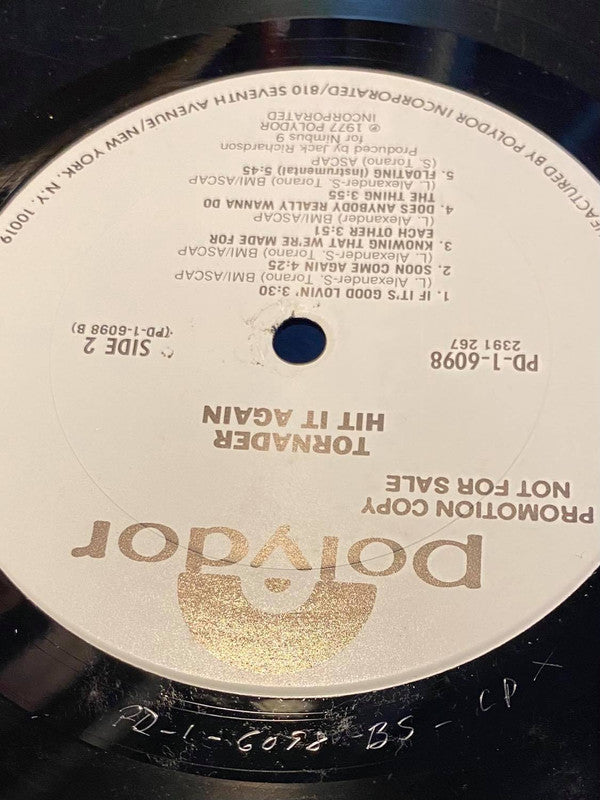 polydor
PROMOTION COPY
NOT FOR SALE
TORNADER
HIT IT AGAIN
PD-1-6098
2391 267
SIDE 2
(PD-1-6098 B)
1. IF IT'S GOOD LOVIN' 3:30
(L. Alexander-S. Torano) BMI/ASCAP
2. SOON COME AGAIN 4:25
(L. Alexander-S. Torano) BMI/ASCAP
3. KNOWING THAT WE'RE MADE FOR
EACH OTHER 3:51
(L. Alexander) BMI/ASCAP
4. DOES ANYBODY REALLY WANNA DO
THE THING 3:55
(L. Alexander-S. Torano) BMI/ASCAP
5. FLOATING (Instrumental) 5:45
(S. Torano) ASCAP
Produced by Jack Richardson
for Nimbus 9
℗ 1977 POLYDOR
INCORPORATED
BY POLYDOR INCORPORATED/810 SEVENTH AVENUE/NEW YORK, N.Y. 10019
PD-1-6098 BS-